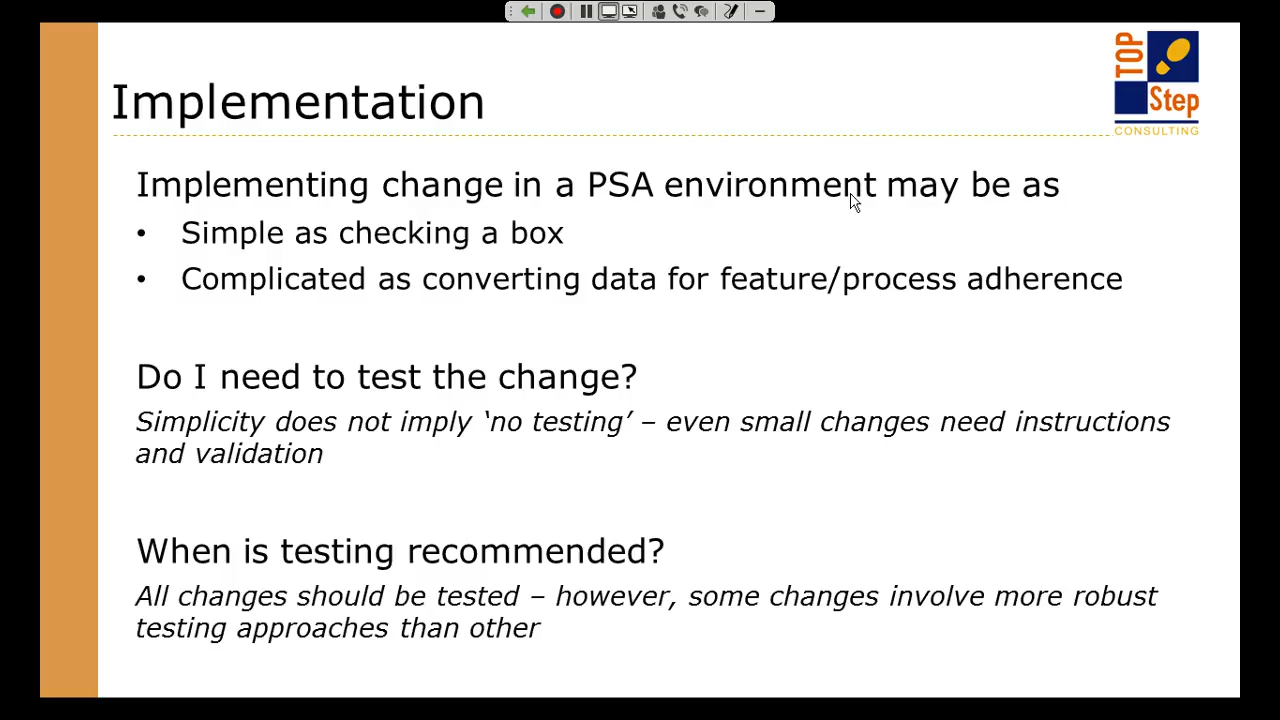 TOP
Step
CONSULTING
Implementation
Implementing change in a PSA environment may be as
• Simple as checking a box
• Complicated as converting data for feature/process adherence
Do I need to test the change?
Simplicity does not imply ‘no testing’ – even small changes need instructions
and validation
When is testing recommended?
All changes should be tested – however, some changes involve more robust
testing approaches than other